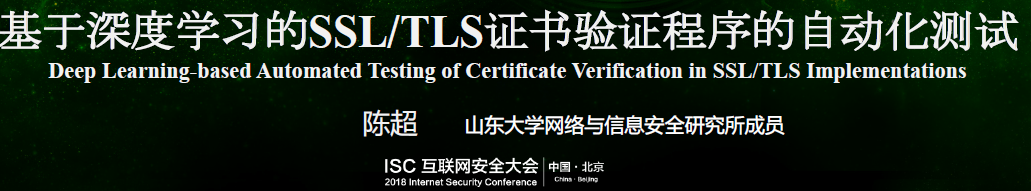 基于深度学习的SSL/TLS证书验证程序的自动化测试
Deep Learning-based Automated Testing of Certificate Verification in SSL/TLS Implementations
陈超 山东大学网络与信息安全研究所成员
ISC 互联网安全大会 中国·北京
2018 Internet Security Conference China·Beijing